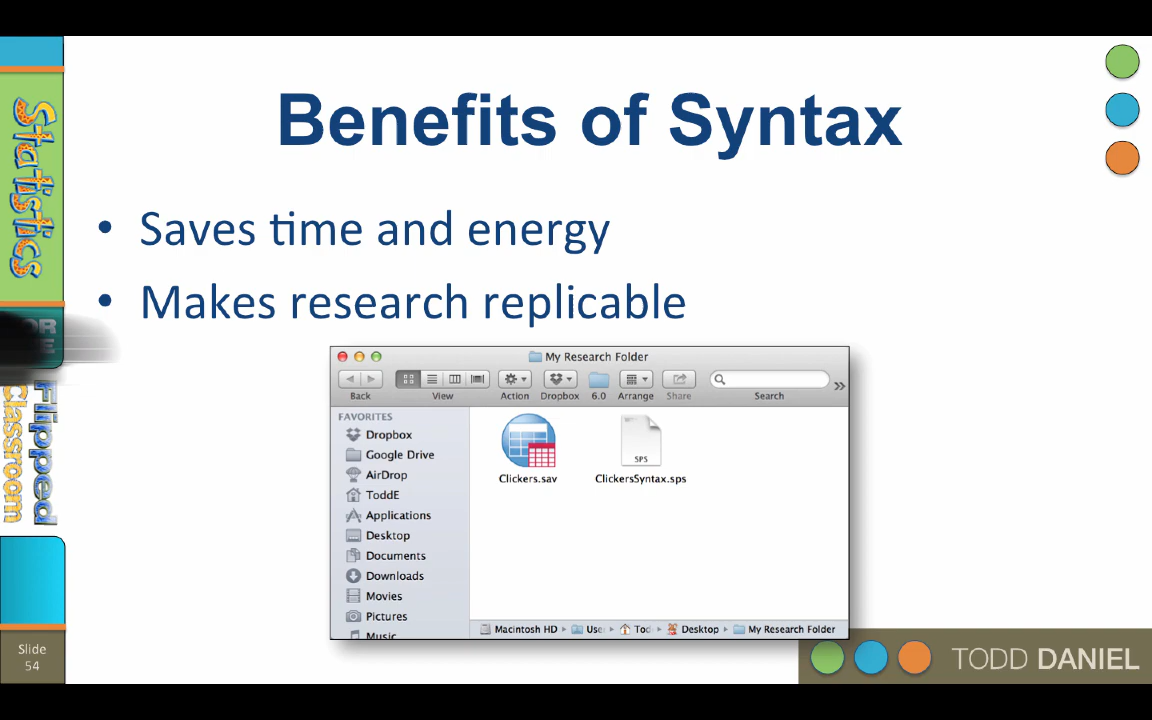 Benefits of Syntax
• Saves time and energy
• Makes research replicable
Statistics
Flipped
Classroom
My Research Folder
Back
View
Action
Dropbox
6.0
Arrange
Share
Search
FAVORITES
Dropbox
Google Drive
AirDrop
ToddE
Applications
Desktop
Documents
Downloads
Movies
Pictures
Music
SPS
Clickers.sav
ClickersSyntax.sps
Macintosh HD Use Tod Desktop My Research Folder
Slide
54
TODD DANIEL